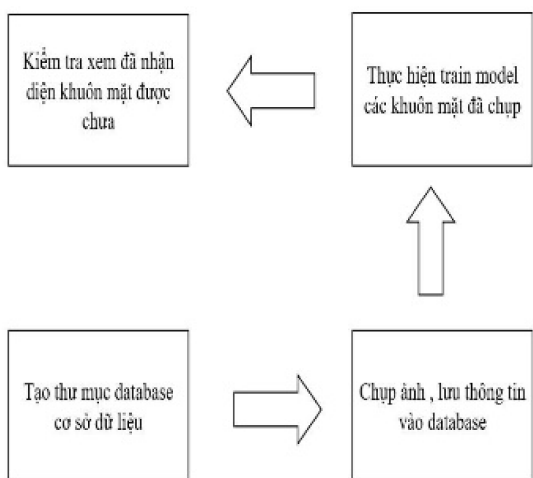 Kiểm tra xem đã nhận
diện khuôn mặt được
chưa
Thực hiện train model
các khuôn mặt đã chụp
Tạo thư mục database
cơ sở dữ liệu
Chụp ảnh , lưu thông tin
vào database